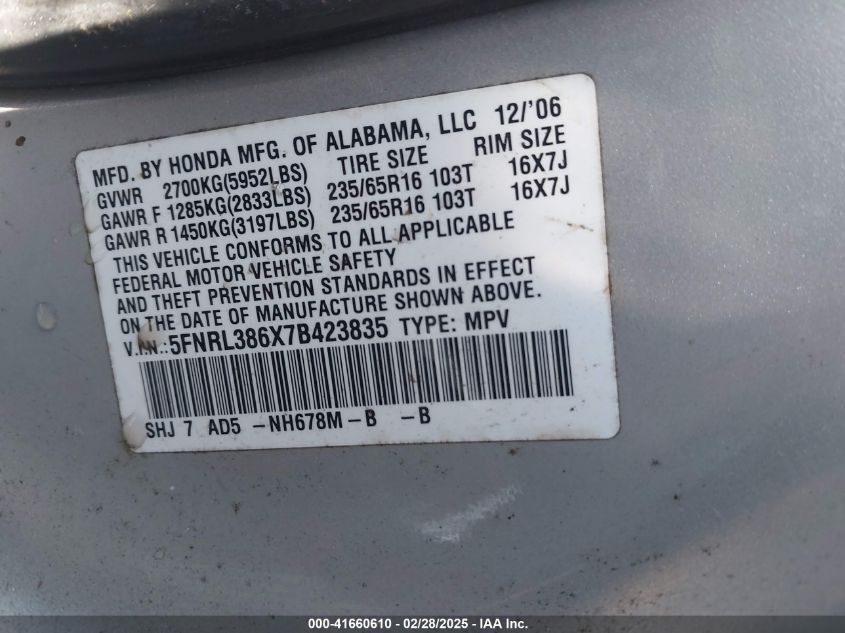 MFD. BY HONDA MFG. OF ALABAMA, LLC 12/'06
GVWR 2700KG(5952LBS) TIRE SIZE RIM SIZE
GAWR F 1285KG(2833LBS) 235/65R16 103T 16X7J
GAWR R 1450KG(3197LBS) 235/65R16 103T 16X7J
THIS VEHICLE CONFORMS TO ALL APPLICABLE
FEDERAL MOTOR VEHICLE SAFETY
AND THEFT PREVENTION STANDARDS IN EFFECT
ON THE DATE OF MANUFACTURE SHOWN ABOVE.
V.I.N.:5FNRL386X7B423835 TYPE: MPV
SHJ 7 AD5 -NH678M-B -B
000-41660610 - 02/28/2025 - IAA Inc.